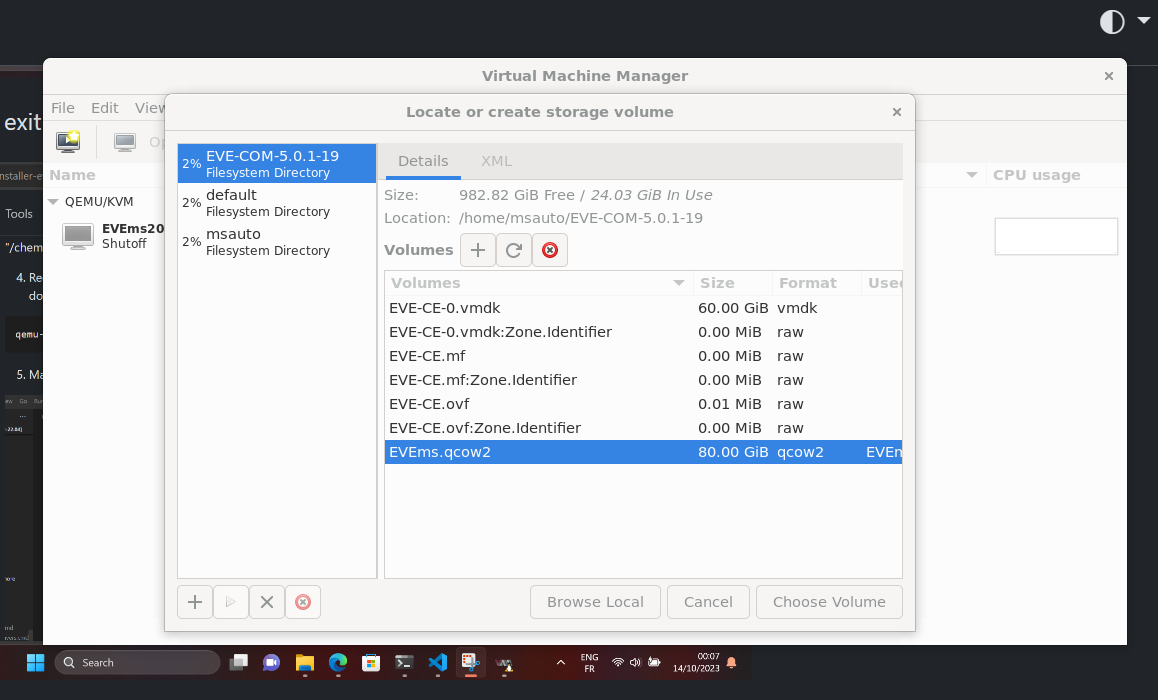 Virtual Machine Manager
File Edit View
Locate or create storage volume
exit
Name
CPU usage
QEMU/KVM
EVEms20
Shutoff
Tools
"/chem
4. Re
do
qemu-
5. Ma
2% EVE-COM-5.0.1-19
Filesystem Directory
2% default
Filesystem Directory
2% msauto
Filesystem Directory
Details XML
Size: 982.82 GiB Free / 24.03 GiB In Use
Location: /home/msauto/EVE-COM-5.0.1-19
Volumes
Volumes Size Format Used
EVE-CE-0.vmdk 60.00 GiB vmdk
EVE-CE-0.vmdk:Zone.Identifier 0.00 MiB raw
EVE-CE.mf 0.00 MiB raw
EVE-CE.mf:Zone.Identifier 0.00 MiB raw
EVE-CE.ovf 0.01 MiB raw
EVE-CE.ovf:Zone.Identifier 0.00 MiB raw
EVEms.qcow2 80.00 GiB qcow2
Browse Local Cancel Choose Volume
Search
ENG
FR
00:07
14/10/2023